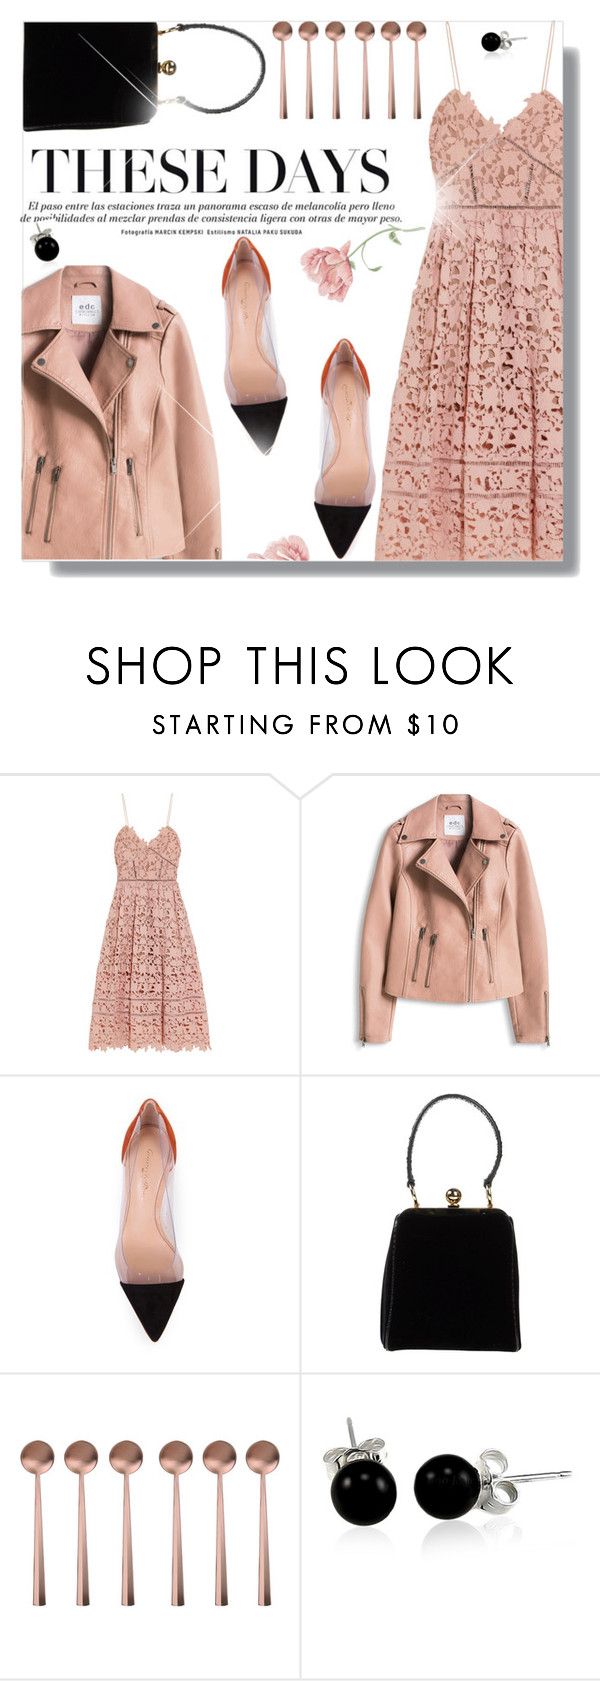 THESE DAYS
El paso entre las estaciones traza un panorama escaso de melancolía pero lleno
de posibilidades al mezclar prendas de consistencia ligera con otras de mayor peso.
Fotografía MARCIN KEMPSKI Estilismo NATALIA PAKU SUKUDA
edc
SHOP THIS LOOK
STARTING FROM $10
edc